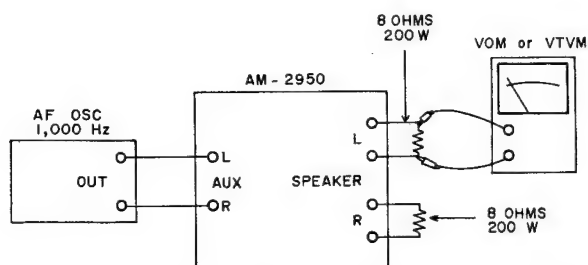 8 OHMS
200 W
VOM or VTVM
AM-2950
AF OSC
1,000 Hz
L
L
OUT
AUX
SPEAKER
R
R
8 OHMS
200 W